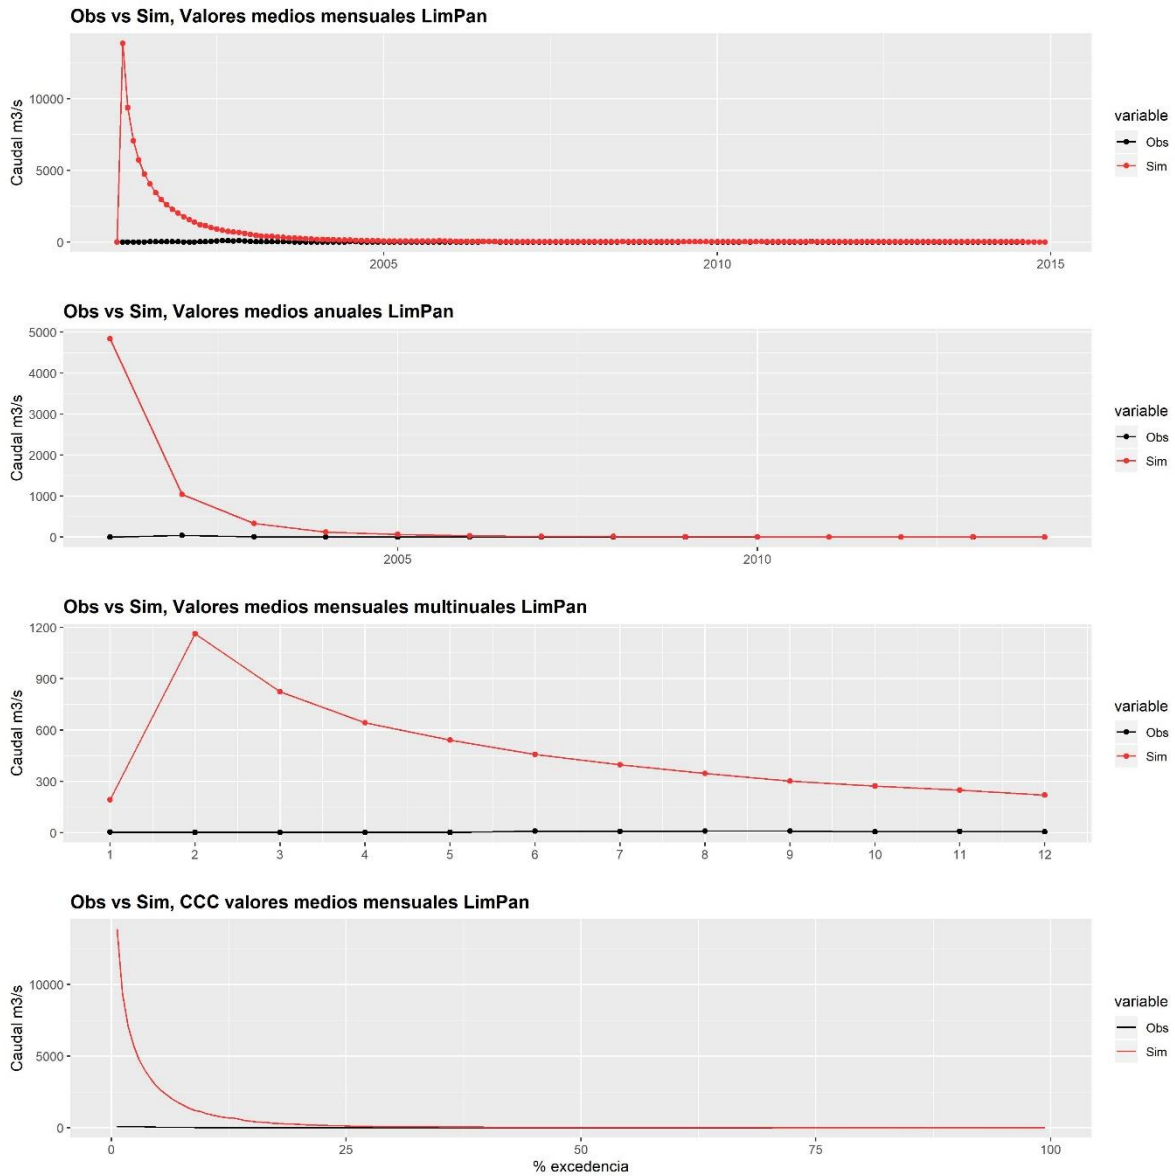 Obs vs Sim, Valores medios mensuales LimPan
Caudal m3/s
10000
5000
0
2005
2010
2015
variable
Obs
Sim
Obs vs Sim, Valores medios anuales LimPan
Caudal m3/s
5000
4000
3000
2000
1000
0
2005
2010
variable
Obs
Sim
Obs vs Sim, Valores medios mensuales multinuales LimPan
Caudal m3/s
1200
900
600
300
0
1 2 3 4 5 6 7 8 9 10 11 12
variable
Obs
Sim
Obs vs Sim, CCC valores medios mensuales LimPan
Caudal m3/s
10000
5000
0
0 25 50 75 100
% excedencia
variable
Obs
Sim